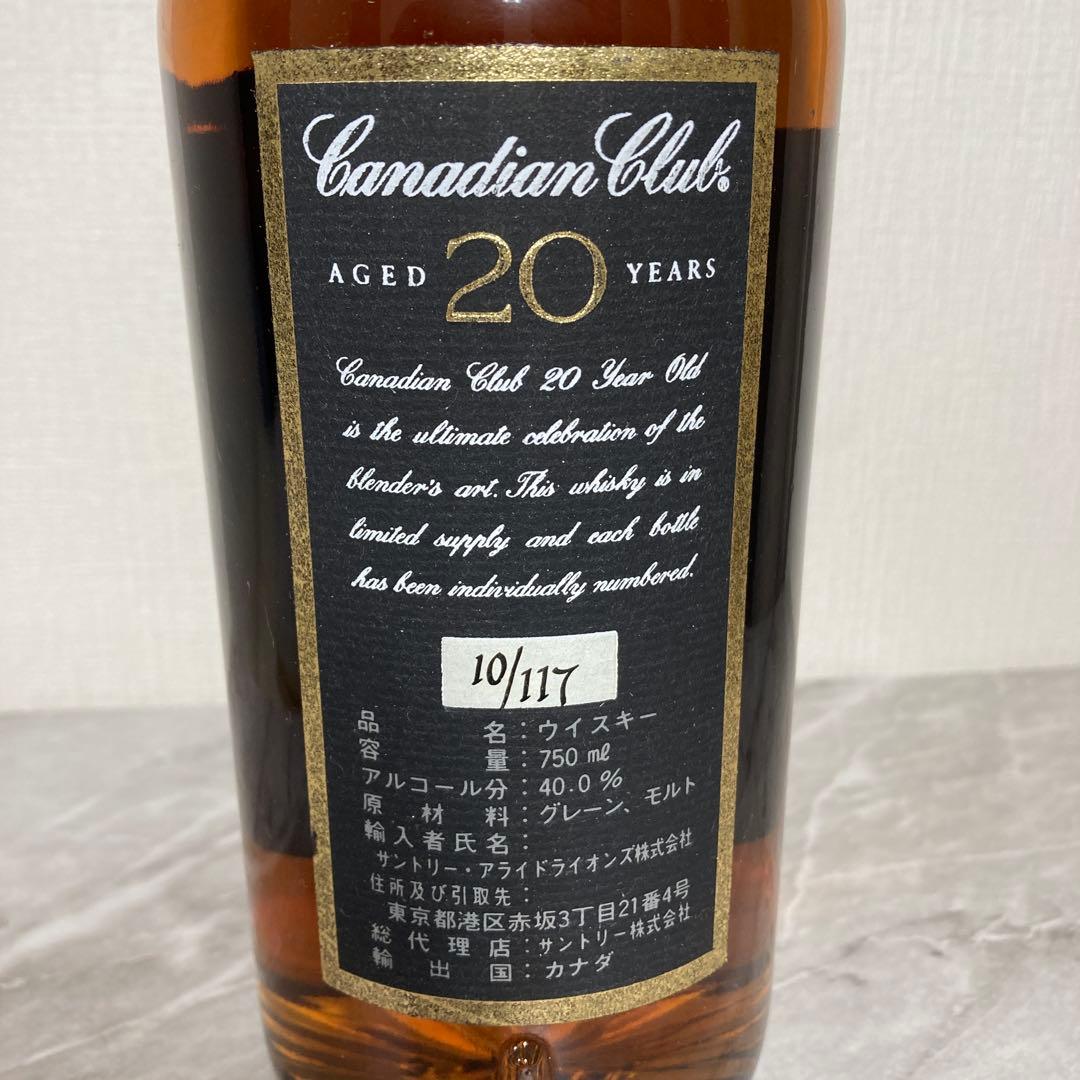 Canadian Club®
AGED 20 YEARS
Canadian Club 20 Year Old
is the ultimate celebration of the
blender's art. This whisky is in
limited supply and each bottle
has been individually numbered.
10/117
品名：ウイスキー
容量：750 ml
アルコール分：40.0%
原材料：グレーン、モルト
輸入者氏名：
サントリー・アライドライオンズ株式会社
住所及び引取先：
東京都港区赤坂3丁目21番4号
総代理店：サントリー株式会社
輸出国：カナダ